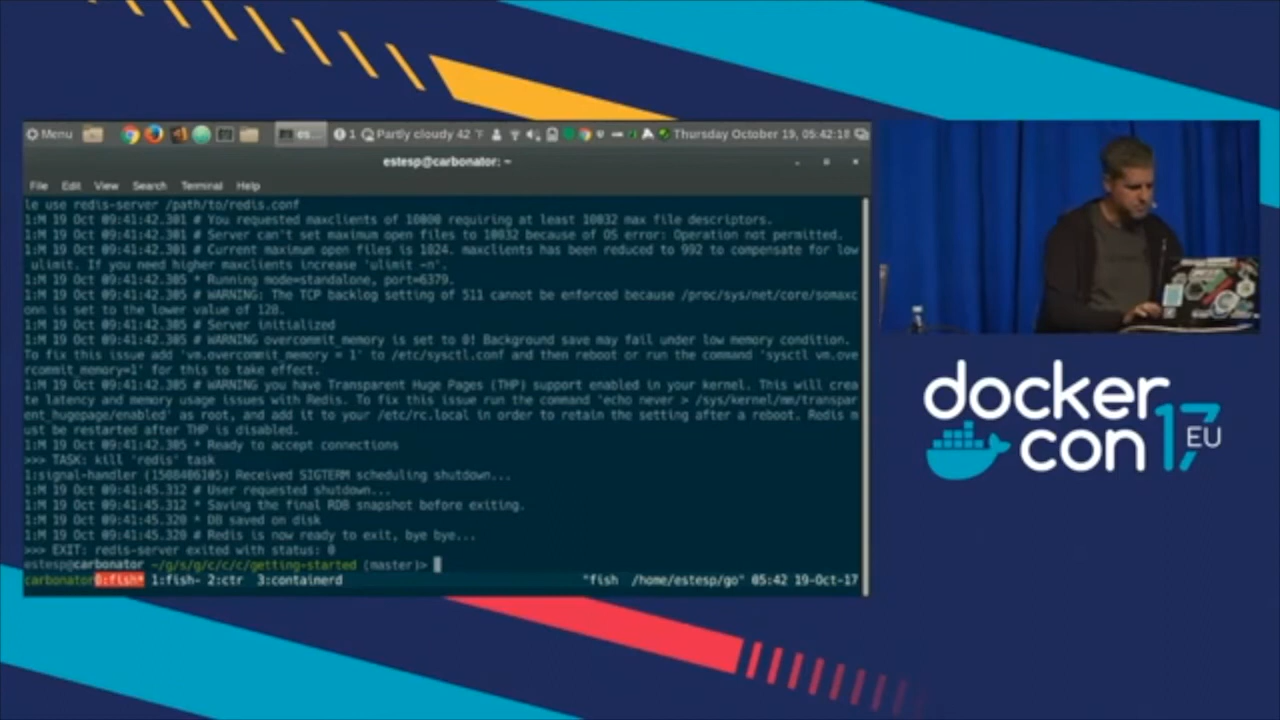 Menu
os...
1
Partly cloudy 42 °F
Thursday October 19, 05:42:18
estesp@carbonator: ~
File Edit View Search Terminal Help
le use redis-server /path/to/redis.conf
1:M 19 Oct 09:41:42.301 # You requested maxclients of 10000 requiring at least 10032 max file descriptors.
1:M 19 Oct 09:41:42.301 # Server can't set maximum open files to 10032 because of OS error: Operation not permitted.
1:M 19 Oct 09:41:42.301 # Current maximum open files is 1024. maxclients has been reduced to 992 to compensate for low
ulimit. If you need higher maxclients increase 'ulimit -n'.
1:M 19 Oct 09:41:42.305 * Running mode=standalone, port=6379.
1:M 19 Oct 09:41:42.305 # WARNING: The TCP backlog setting of 511 cannot be enforced because /proc/sys/net/core/somaxc
onn is set to the lower value of 128.
1:M 19 Oct 09:41:42.305 # Server initialized
1:M 19 Oct 09:41:42.305 # WARNING overcommit_memory is set to 0! Background save may fail under low memory condition.
To fix this issue add 'vm.overcommit_memory = 1' to /etc/sysctl.conf and then reboot or run the command 'sysctl vm.ove
rcommit_memory=1' for this to take effect.
1:M 19 Oct 09:41:42.305 # WARNING you have Transparent Huge Pages (THP) support enabled in your kernel. This will crea
te latency and memory usage issues with Redis. To fix this issue run the command 'echo never > /sys/kernel/mm/transpar
ent_hugepage/enabled' as root, and add it to your /etc/rc.local in order to retain the setting after a reboot. Redis m
ust be restarted after THP is disabled.
1:M 19 Oct 09:41:42.305 * Ready to accept connections
>>> TASK: kill 'redis' task
1:signal-handler (1508406105) Received SIGTERM scheduling shutdown...
1:M 19 Oct 09:41:45.312 # User requested shutdown...
1:M 19 Oct 09:41:45.312 * Saving the final RDB snapshot before exiting.
1:M 19 Oct 09:41:45.320 * DB saved on disk
1:M 19 Oct 09:41:45.320 # Redis is now ready to exit, bye bye...
>>> EXIT: redis-server exited with status: 0
estesp@carbonator ~/g/s/g/c/c/c/getting-started (master)>
carbonator 0:fish* 1:fish- 2:ctr 3:containerd "fish /home/estesp/go" 05:42 19-Oct-17
docker
con 17 EU